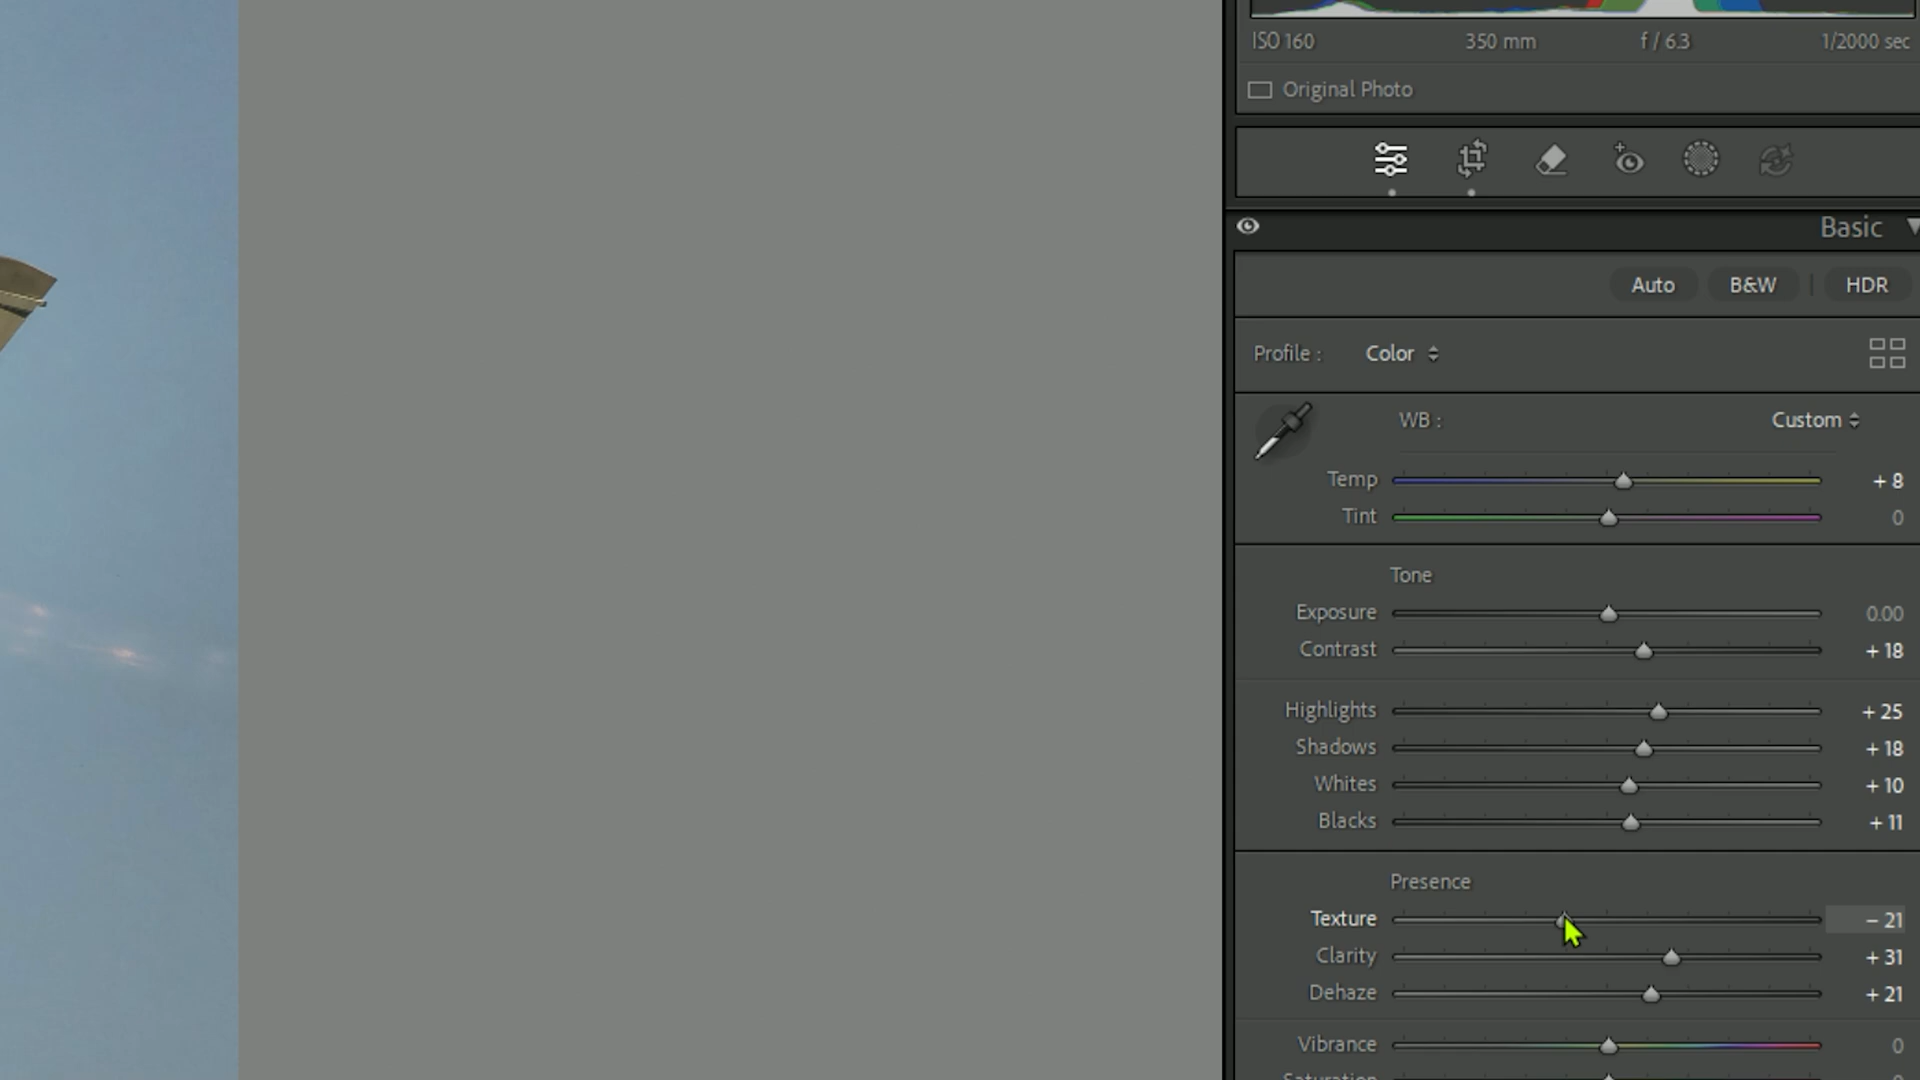 ISO 160 350 mm f / 6.3 1/2000 sec
Original Photo
Basic
Auto B&W HDR
Profile : Color
WB : Custom
Temp + 8
Tint 0
Tone
Exposure 0.00
Contrast + 18
Highlights + 25
Shadows + 18
Whites + 10
Blacks + 11
Presence
Texture − 21
Clarity + 31
Dehaze + 21
Vibrance 0
Saturation 0